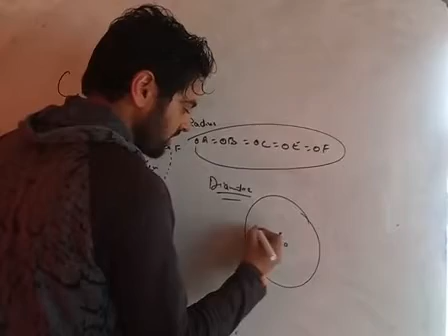 Radius
F OA = OB = OC = OE = OF
Diameter
O